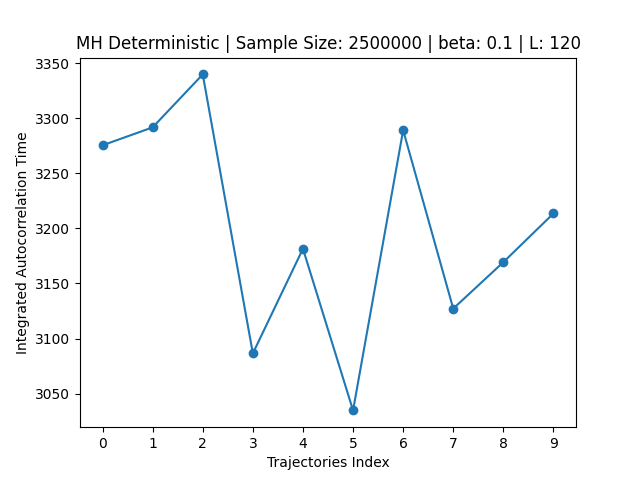 MH Deterministic | Sample Size: 2500000 | beta: 0.1 | L: 120
3350
3300
3250
3200
3150
3100
3050
Integrated Autocorrelation Time
0 1 2 3 4 5 6 7 8 9
Trajectories Index